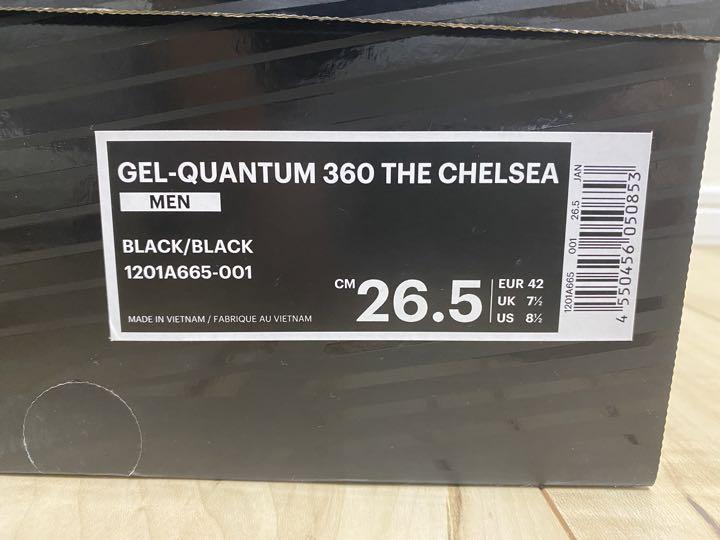 GEL-QUANTUM 360 THE CHELSEA
MEN
BLACK/BLACK
1201A665-001
MADE IN VIETNAM / FABRIQUE AU VIETNAM
CM 26.5
EUR 42
UK 7½
US 8½
1201A665 001 26.5 JAN
4 550456 050853